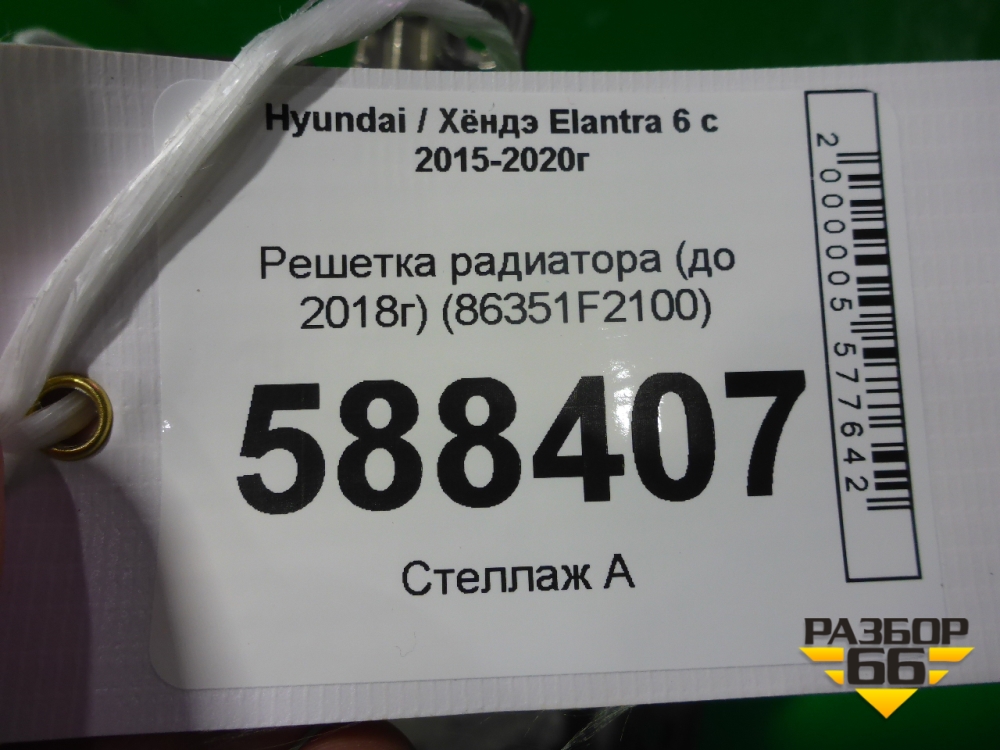 Hyundai / Хёндэ Elantra 6 с
2015-2020г
Решетка радиатора (до
2018г) (86351F2100)
588407
Стеллаж А
2000005577642
РАЗБОР
66